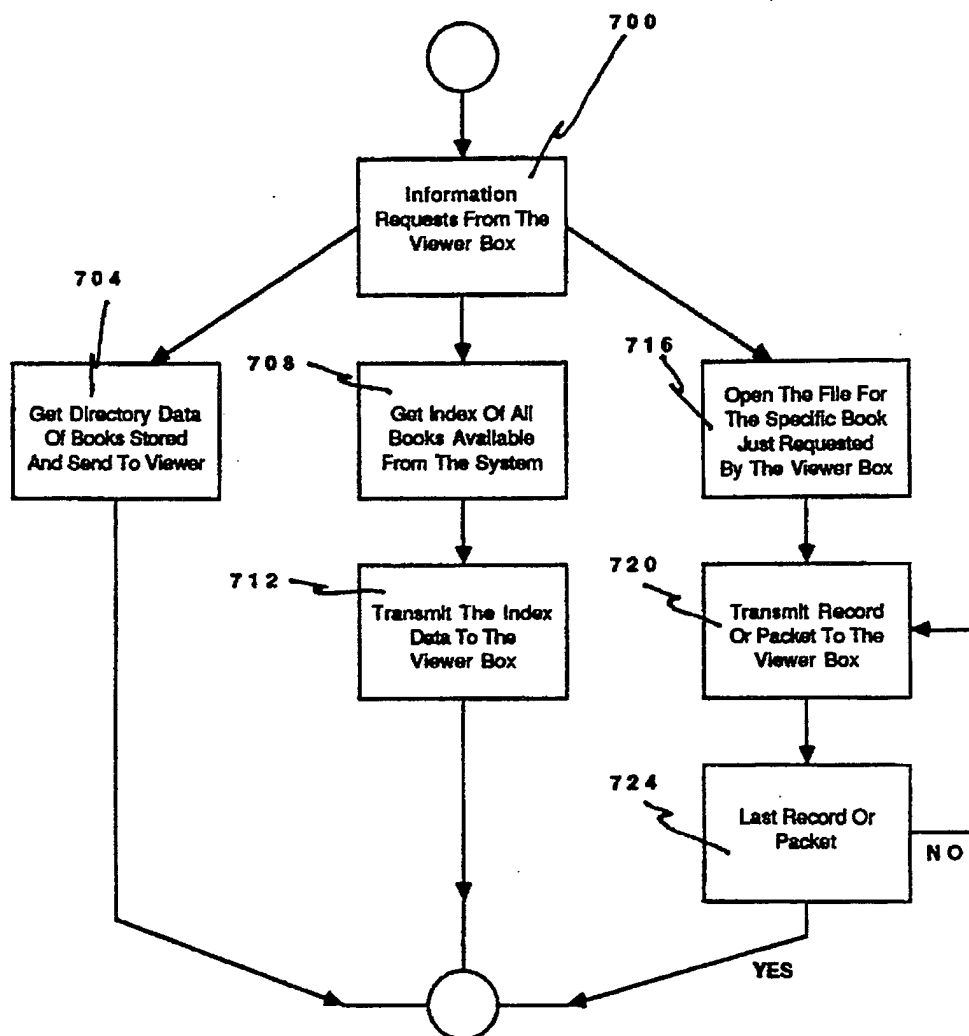 700
Information
Requests From The
Viewer Box
704
Get Directory Data
Of Books Stored
And Send To Viewer
708
Get Index Of All
Books Available
From The System
716
Open The File For
The Specific Book
Just Requested
By The Viewer Box
712
Transmit The Index
Data To The
Viewer Box
720
Transmit Record
Or Packet To The
Viewer Box
724
Last Record Or
Packet
NO
YES